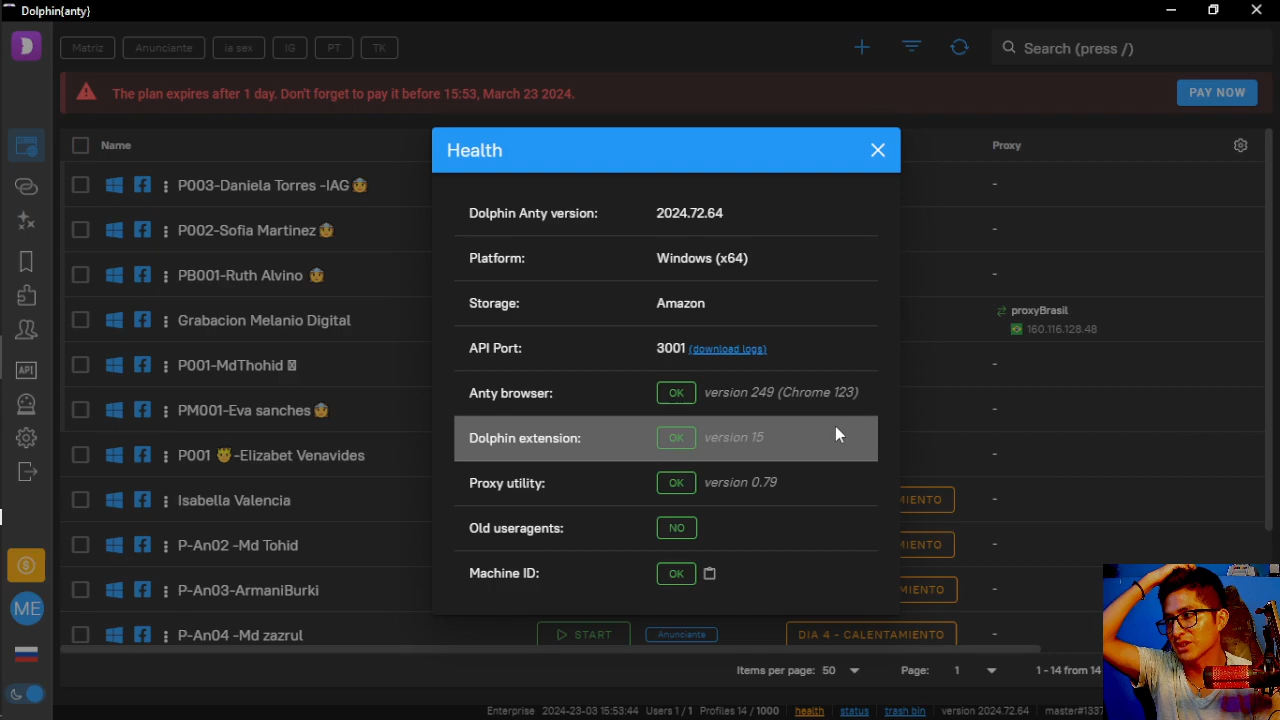 Dolphin{anty}
Matriz Anunciante ia sex IG PT TK Search (press /)
The plan expires after 1 day. Don't forget to pay it before 15:53, March 23 2024. PAY NOW
Name Proxy
P003-Daniela Torres -IAG -
P002-Sofia Martinez -
PB001-Ruth Alvino -
Grabacion Melanio Digital proxyBrasil
160.116.128.48
P001-MdThohid -
PM001-Eva sanches -
P001 -Elizabet Venavides -
Isabella Valencia MIENTO -
P-An02 -Md Tohid MIENTO -
P-An03-ArmaniBurki MIENTO -
P-An04 -Md zazrul START Anunciante DIA 4 - CALENTAMIENTO -
Health
Dolphin Anty version: 2024.72.64
Platform: Windows (x64)
Storage: Amazon
API Port: 3001 (download logs)
Anty browser: OK version 249 (Chrome 123)
Dolphin extension: OK version 15
Proxy utility: OK version 0.79
Old useragents: NO
Machine ID: OK
API
ME
Items per page: 50 Page: 1 1 - 14 from 14
Enterprise 2024-23-03 15:53:44 Users 1 / 1 Profiles 14 / 1000 health status trash bin version 2024.72.64 master#1337